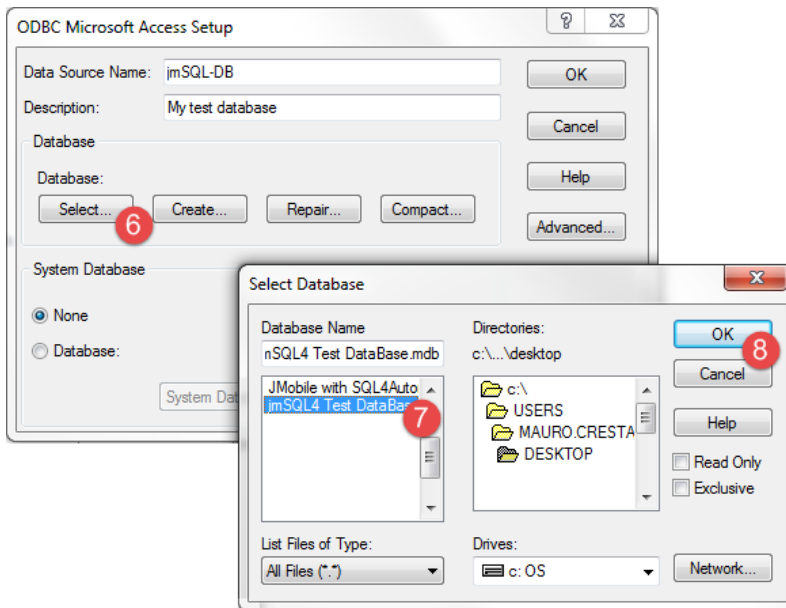 ODBC Microsoft Access Setup
Data Source Name: jmSQL-DB
OK
Description: My test database
Cancel
Database
Database:
Help
Select... Create... Repair... Compact...
6
Advanced...
System Database
None
Database:
System Dat
Select Database
Database Name
nSQL4 Test DataBase.mdb
JMobile with SQL4Auto
jmSQL4 Test DataBas
7
List Files of Type:
All Files (*.*)
Directories:
c:\...\desktop
c:\
USERS
MAURO.CRESTA
DESKTOP
Drives:
c: OS
OK
8
Cancel
Help
Read Only
Exclusive
Network...